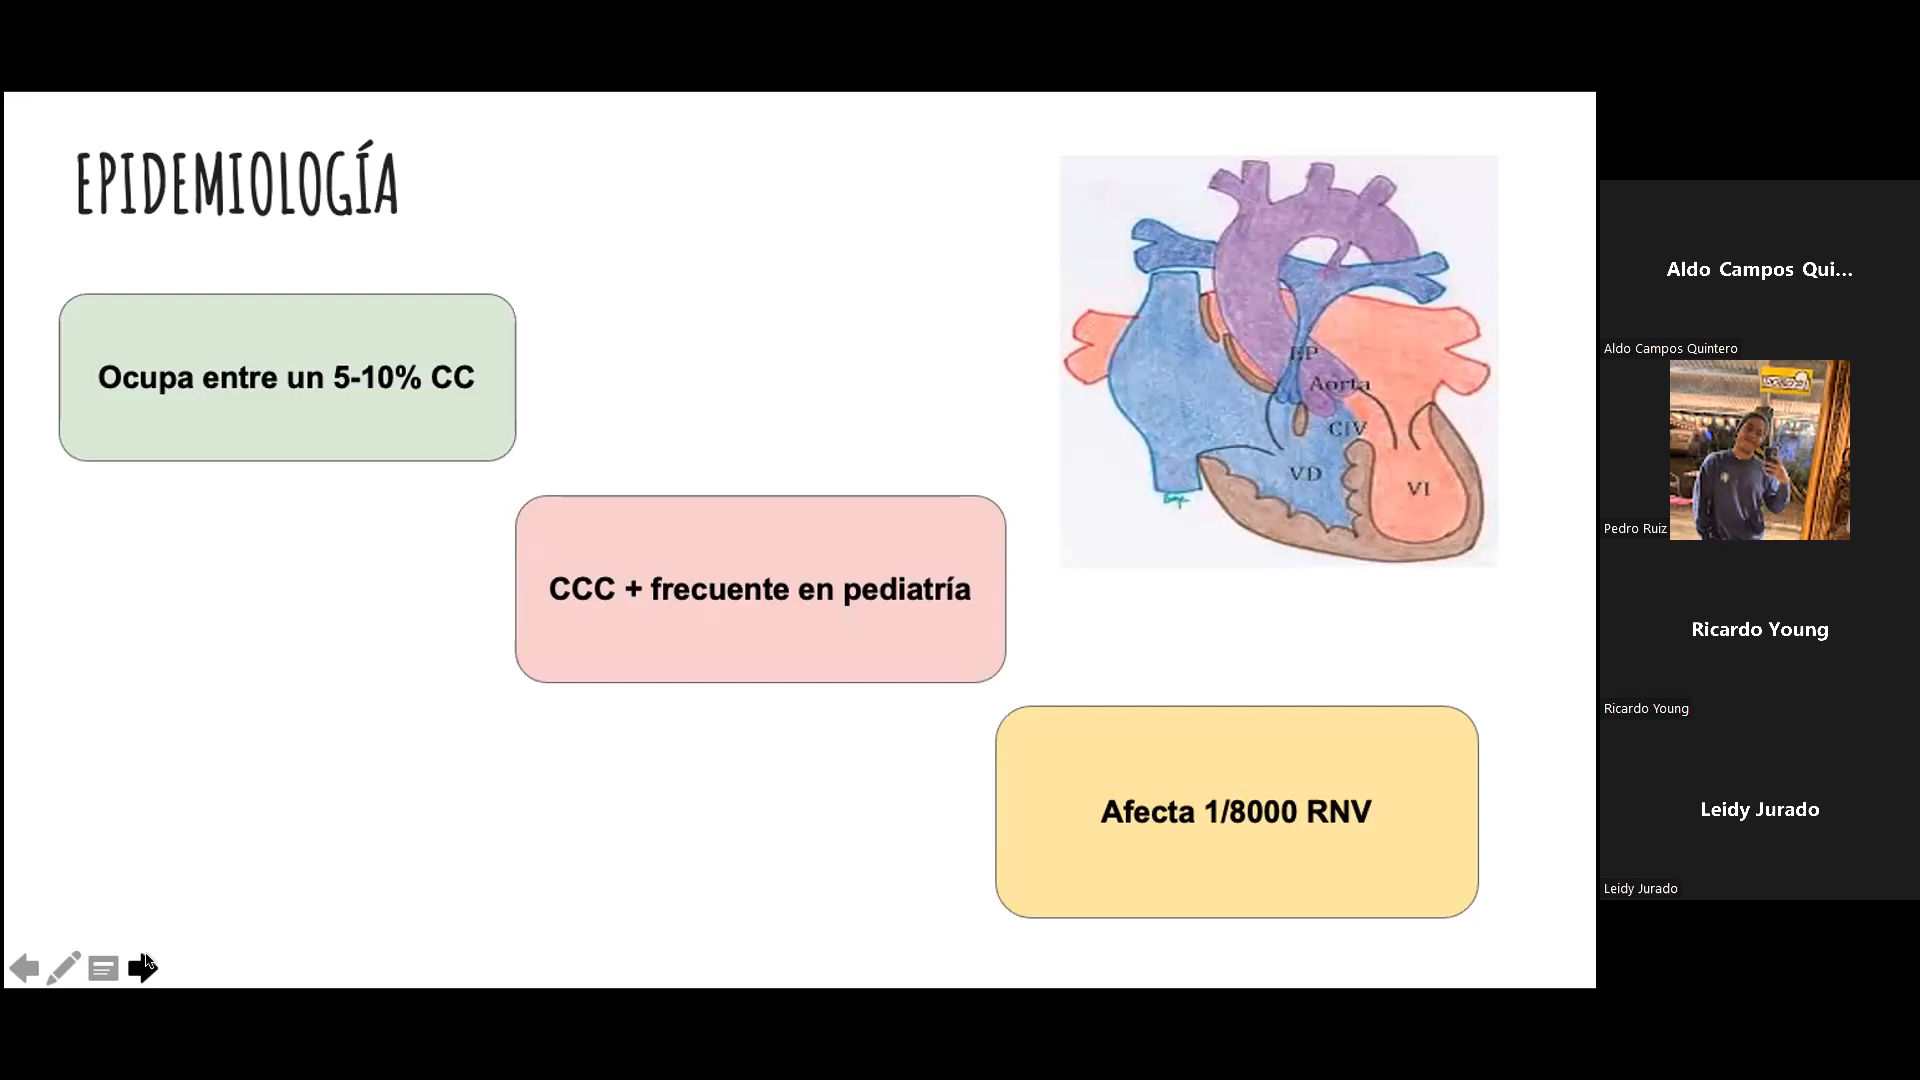 EPIDEMIOLOGÍA
Ocupa entre un 5-10% CC
CCC + frecuente en pediatría
Afecta 1/8000 RNV
EP
Aorta
CIV
VD
VI
Aldo Campos Qui...
Aldo Campos Quintero
Pedro Ruiz
Ricardo Young
Ricardo Young
Leidy Jurado
Leidy Jurado